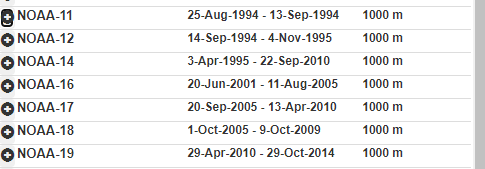 NOAA-11 25-Aug-1994 - 13-Sep-1994 1000 m
NOAA-12 14-Sep-1994 - 4-Nov-1995 1000 m
NOAA-14 3-Apr-1995 - 22-Sep-2010 1000 m
NOAA-16 20-Jun-2001 - 11-Aug-2005 1000 m
NOAA-17 20-Sep-2005 - 13-Apr-2010 1000 m
NOAA-18 1-Oct-2005 - 9-Oct-2009 1000 m
NOAA-19 29-Apr-2010 - 29-Oct-2014 1000 m